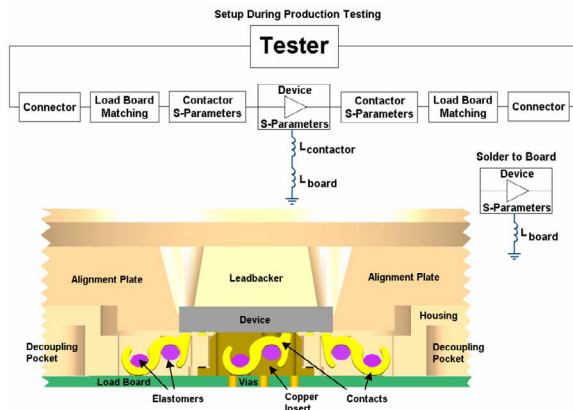 Setup During Production Testing
Tester
Connector
Load Board
Matching
Contactor
S-Parameters
Device
S-Parameters
Contactor
S-Parameters
Load Board
Matching
Connector
Lcontactor
Lboard
Solder to Board
Device
S-Parameters
Lboard
Alignment Plate
Leadbacker
Alignment Plate
Device
Housing
Decoupling
Pocket
Decoupling
Pocket
Load Board
Vias
Elastomers
Copper
Insert
Contacts